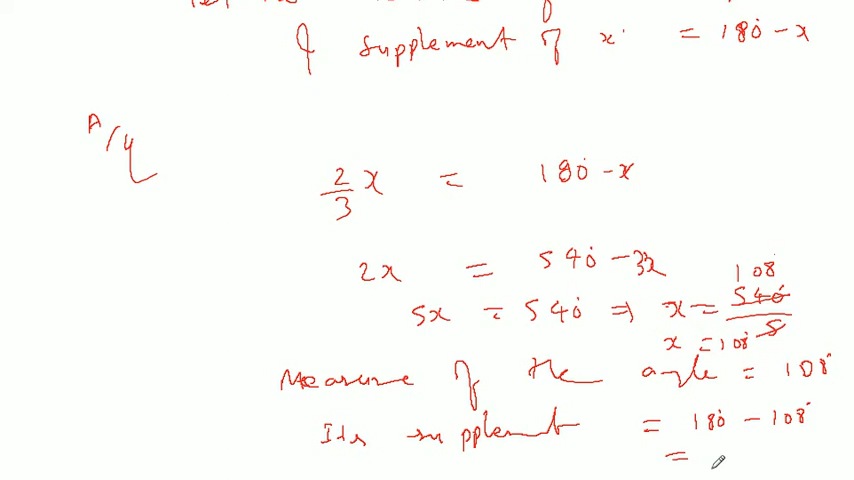 & supplement of x° = 180° - x
A/q
2/3 x = 180° - x
2x = 540° - 3x
5x = 540° ⇒ x = 540°/5 108°
x = 108°
Measure of the angle = 108°
Its supplement = 180° - 108°
=